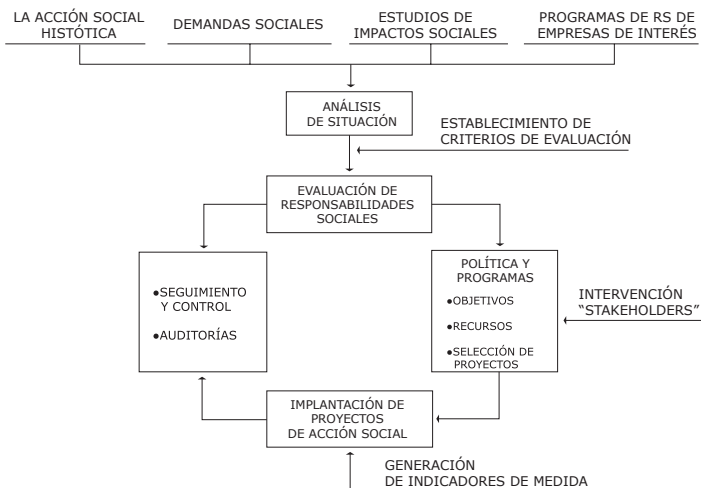 LA ACCIÓN SOCIAL
HISTÓTICA
DEMANDAS SOCIALES
ESTUDIOS DE
IMPACTOS SOCIALES
PROGRAMAS DE RS DE
EMPRESAS DE INTERÉS
ANÁLISIS
DE SITUACIÓN
ESTABLECIMIENTO DE
CRITERIOS DE EVALUACIÓN
EVALUACIÓN DE
RESPONSABILIDADES
SOCIALES
●SEGUIMIENTO
Y CONTROL
●AUDITORÍAS
POLÍTICA Y
PROGRAMAS
●OBJETIVOS
●RECURSOS
●SELECCIÓN DE
PROYECTOS
INTERVENCIÓN
“STAKEHOLDERS”
IMPLANTACIÓN DE
PROYECTOS
DE ACCIÓN SOCIAL
GENERACIÓN
DE INDICADORES DE MEDIDA